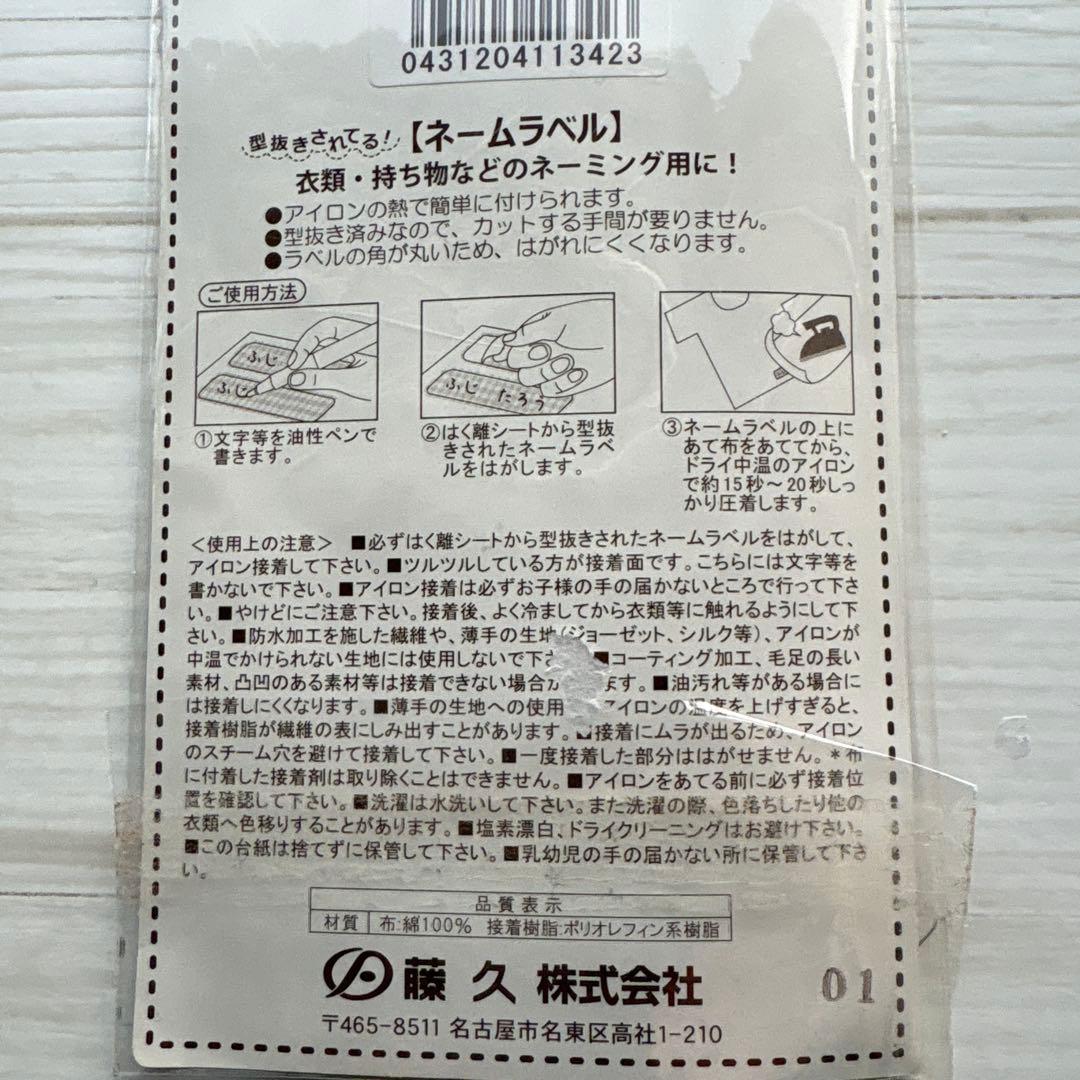 0431204113423
型抜きされてる!【ネームラベル】
衣類・持ち物などのネーミング用に！
●アイロンの熱で簡単に付けられます。
●型抜き済みなので、カットする手間が要りません。
●ラベルの角が丸いため、はがれにくくなります。
ご使用方法
ふじ
ふじ
ふじ たろう
①文字等を油性ペンで
書きます。
②はく離シートから型抜
きされたネームラベ
ルをはがします。
③ネームラベルの上に
あて布をあててから、
ドライ中温のアイロン
で約15秒～20秒しっ
かり圧着します。
＜使用上の注意＞ ■必ずはく離シートから型抜きされたネームラベルをはがして、
アイロン接着して下さい。■ツルツルしている方が接着面です。こちらには文字等を
書かないで下さい。■アイロン接着は必ずお子様の手の届かないところで行って下さ
い。■やけどにご注意下さい。接着後、よく冷ましてから衣類等に触れるようにして下
さい。■防水加工を施した繊維や、薄手の生地(ジョーゼット、シルク等)、アイロンが
中温でかけられない生地には使用しないで下さ ■コーティング加工、毛足の長い
素材、凸凹のある素材等は接着できない場合が ます。■油汚れ等がある場合に
は接着しにくくなります。■薄手の生地への使用 アイロンの温度を上げすぎると、
接着樹脂が繊維の表にしみ出すことがあります。■接着にムラが出るため、アイロン
のスチーム穴を避けて接着して下さい。■一度接着した部分ははがせません。＊布
に付着した接着剤は取り除くことはできません。■アイロンをあてる前に必ず接着位
置を確認して下さい。■洗濯は水洗いして下さい。また洗濯の際、色落ちしたり他の
衣類へ色移りすることがあります。■塩素漂白、ドライクリーニングはお避け下さい。
■この台紙は捨てずに保管して下さい。■乳幼児の手の届かない所に保管して下さ
い。
品質表示
材質 布:綿100% 接着樹脂:ポリオレフィン系樹脂
藤久株式会社
01
〒465-8511 名古屋市名東区高社1-210